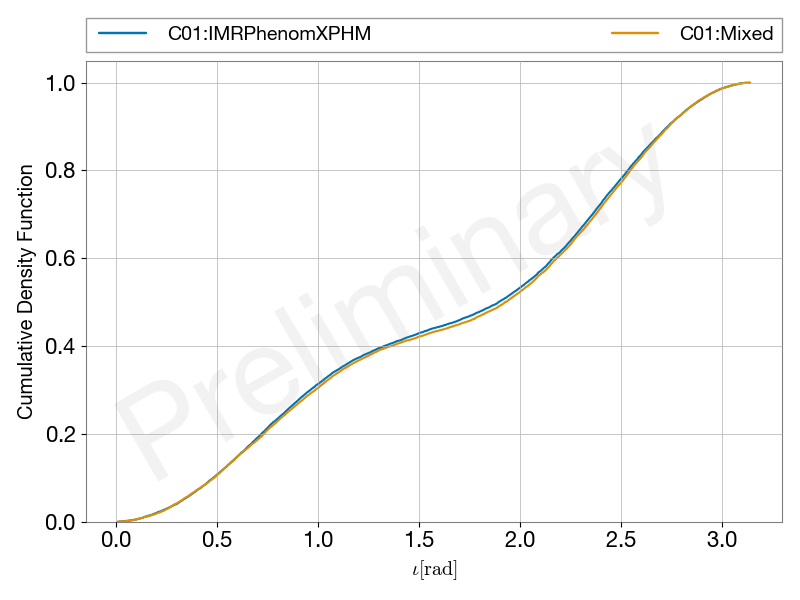 C01:IMRPhenomXPHM C01:Mixed
Cumulative Density Function
1.0
0.8
0.6
0.4
0.2
0.0
Preliminary
0.0 0.5 1.0 1.5 2.0 2.5 3.0
ι[rad]